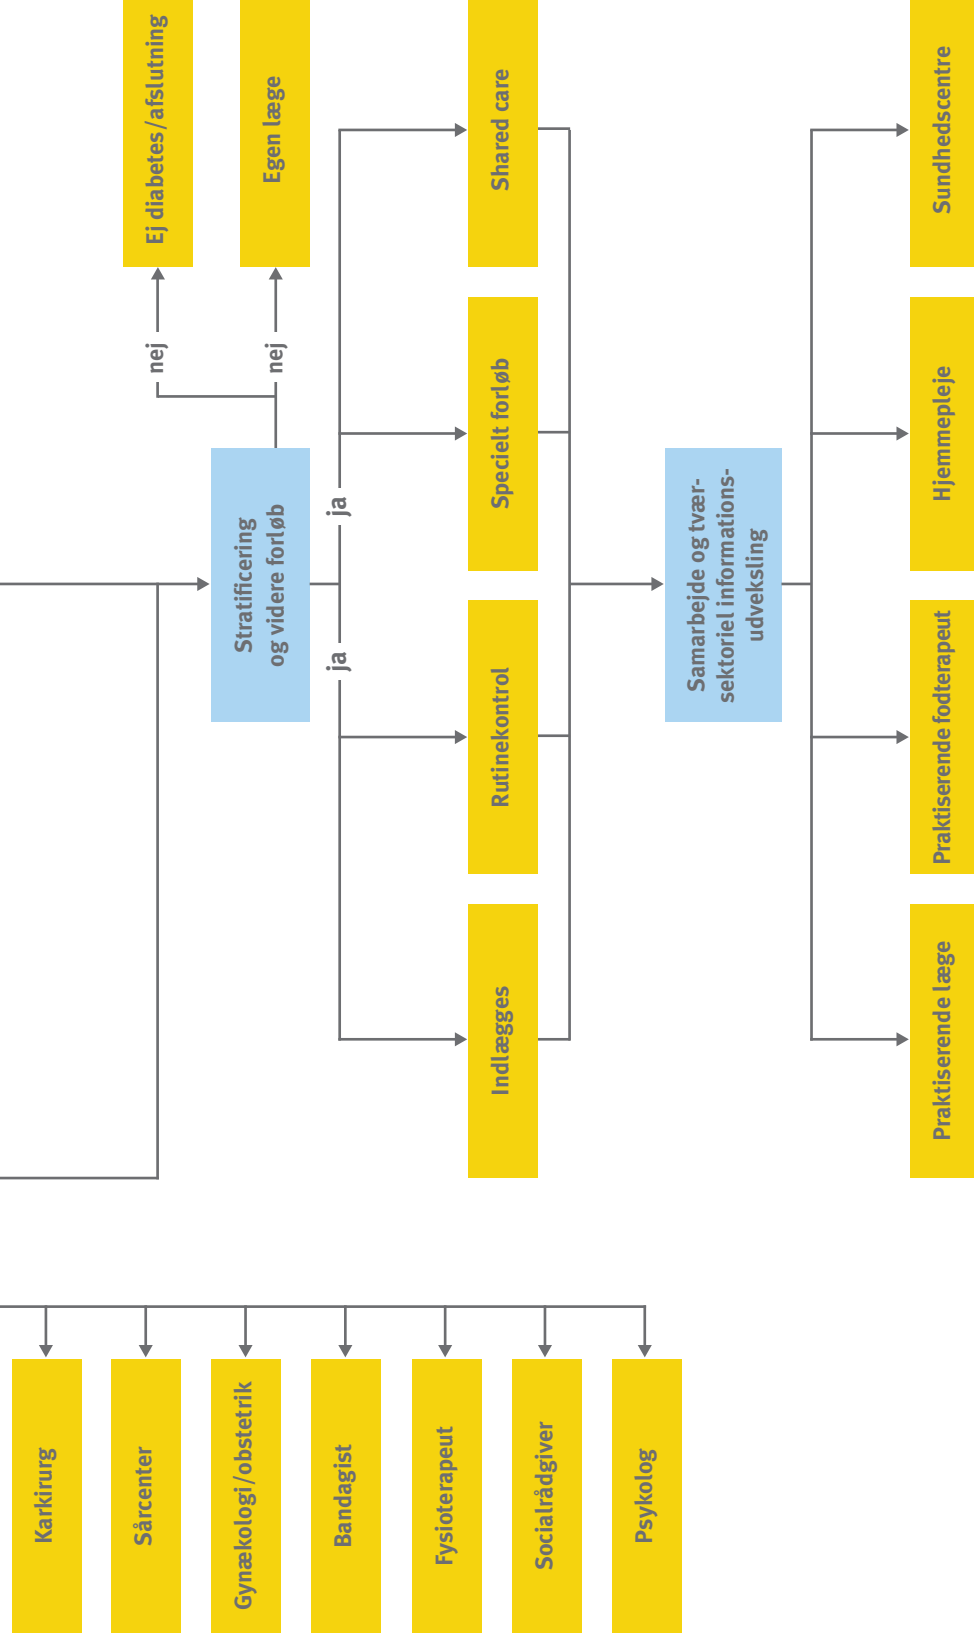 Ej diabetes/afslutning
Egen læge
nej
nej
Stratificering
og videre forløb
ja
ja
Indlægges
Rutinekontrol
Specielt forløb
Shared care
Samarbejde og tvær-
sektoriel informations-
udveksling
Praktiserende læge
Praktiserende fodterapeut
Hjemmepleje
Sundhedscentre
Karkirurg
Sårcenter
Gynækologi/obstetrik
Bandagist
Fysioterapeut
Socialrådgiver
Psykolog